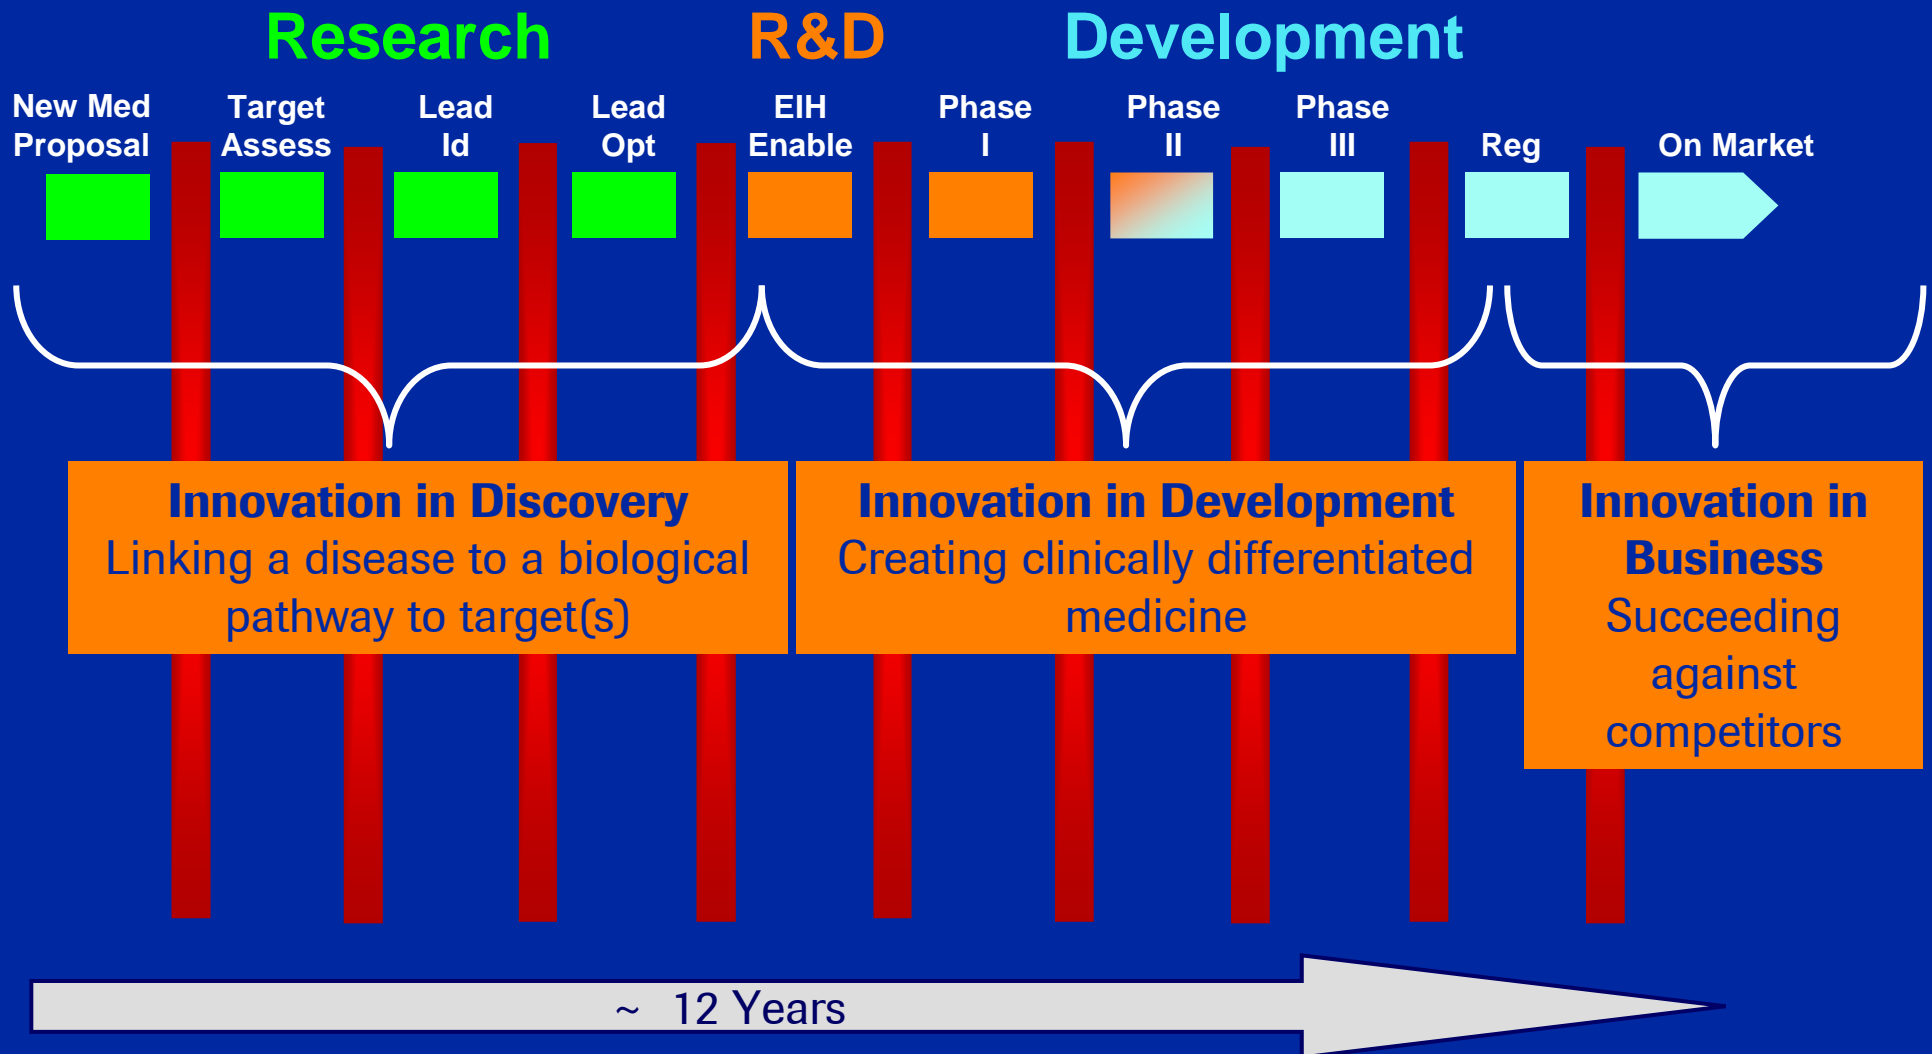 Research R&D Development
New Med Target Lead Lead EIH Phase Phase Phase
Proposal Assess Id Opt Enable I II III Reg On Market
Innovation in Discovery
Linking a disease to a biological
pathway to target(s)
Innovation in Development
Creating clinically differentiated
medicine
Innovation in
Business
Succeeding
against
competitors
~ 12 Years